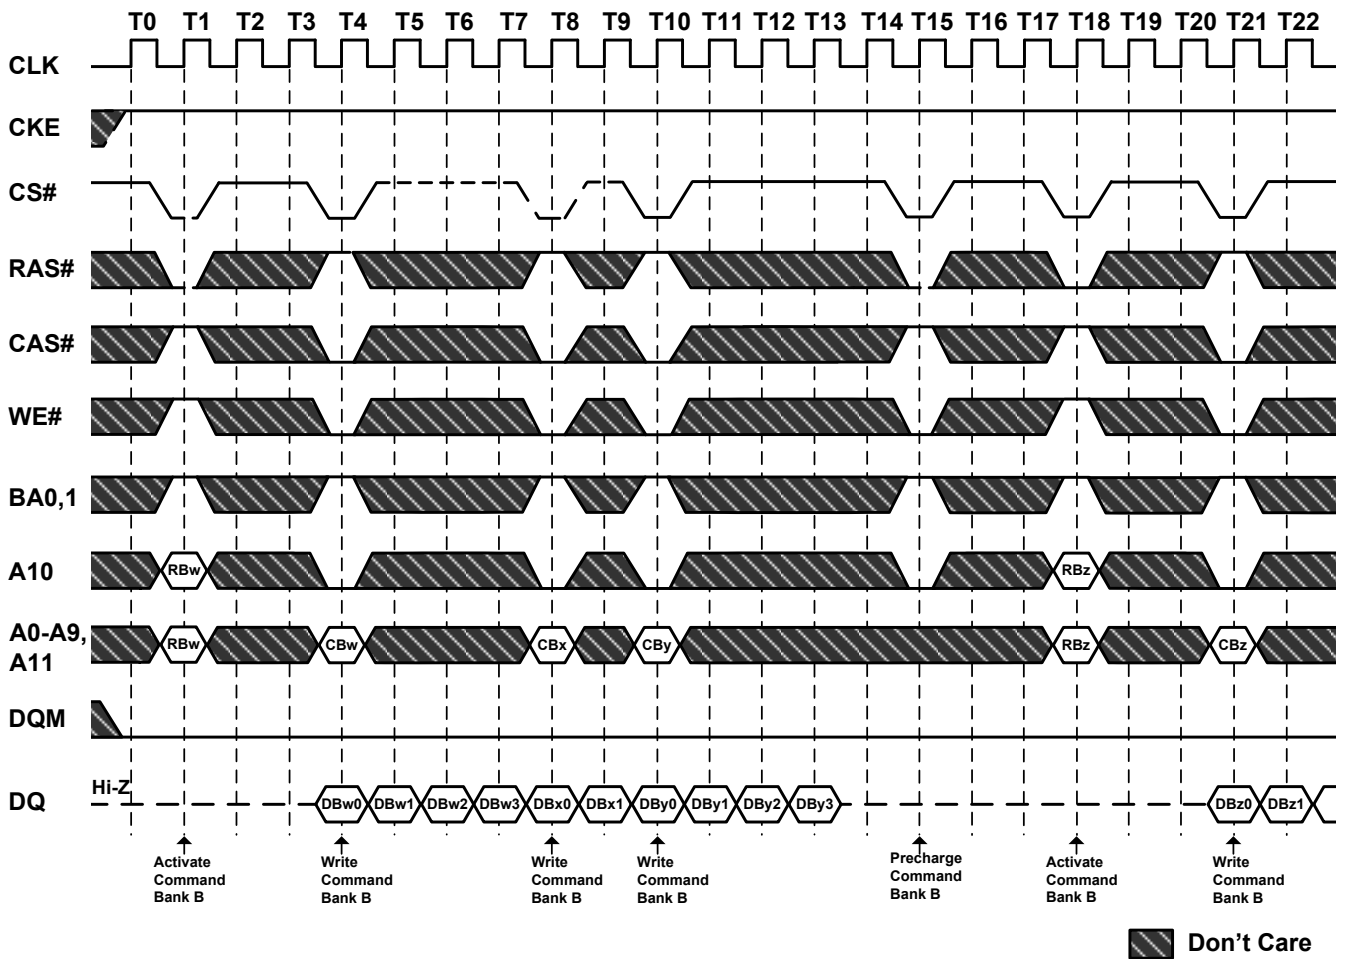 T0 T1 T2 T3 T4 T5 T6 T7 T8 T9 T10 T11 T12 T13 T14 T15 T16 T17 T18 T19 T20 T21 T22
CLK
CKE
CS#
RAS#
CAS#
WE#
BA0,1
A10 RBw RBz
A0-A9,
A11
RBw CBw CBx CBy RBz CBz
DQM
DQ Hi-Z DBw0 DBw1 DBw2 DBw3 DBx0 DBx1 DBy0 DBy1 DBy2 DBy3 DBz0 DBz1
Activate
Command
Bank B
Write
Command
Bank B
Write
Command
Bank B
Write
Command
Bank B
Precharge
Command
Bank B
Activate
Command
Bank B
Write
Command
Bank B
Don't Care